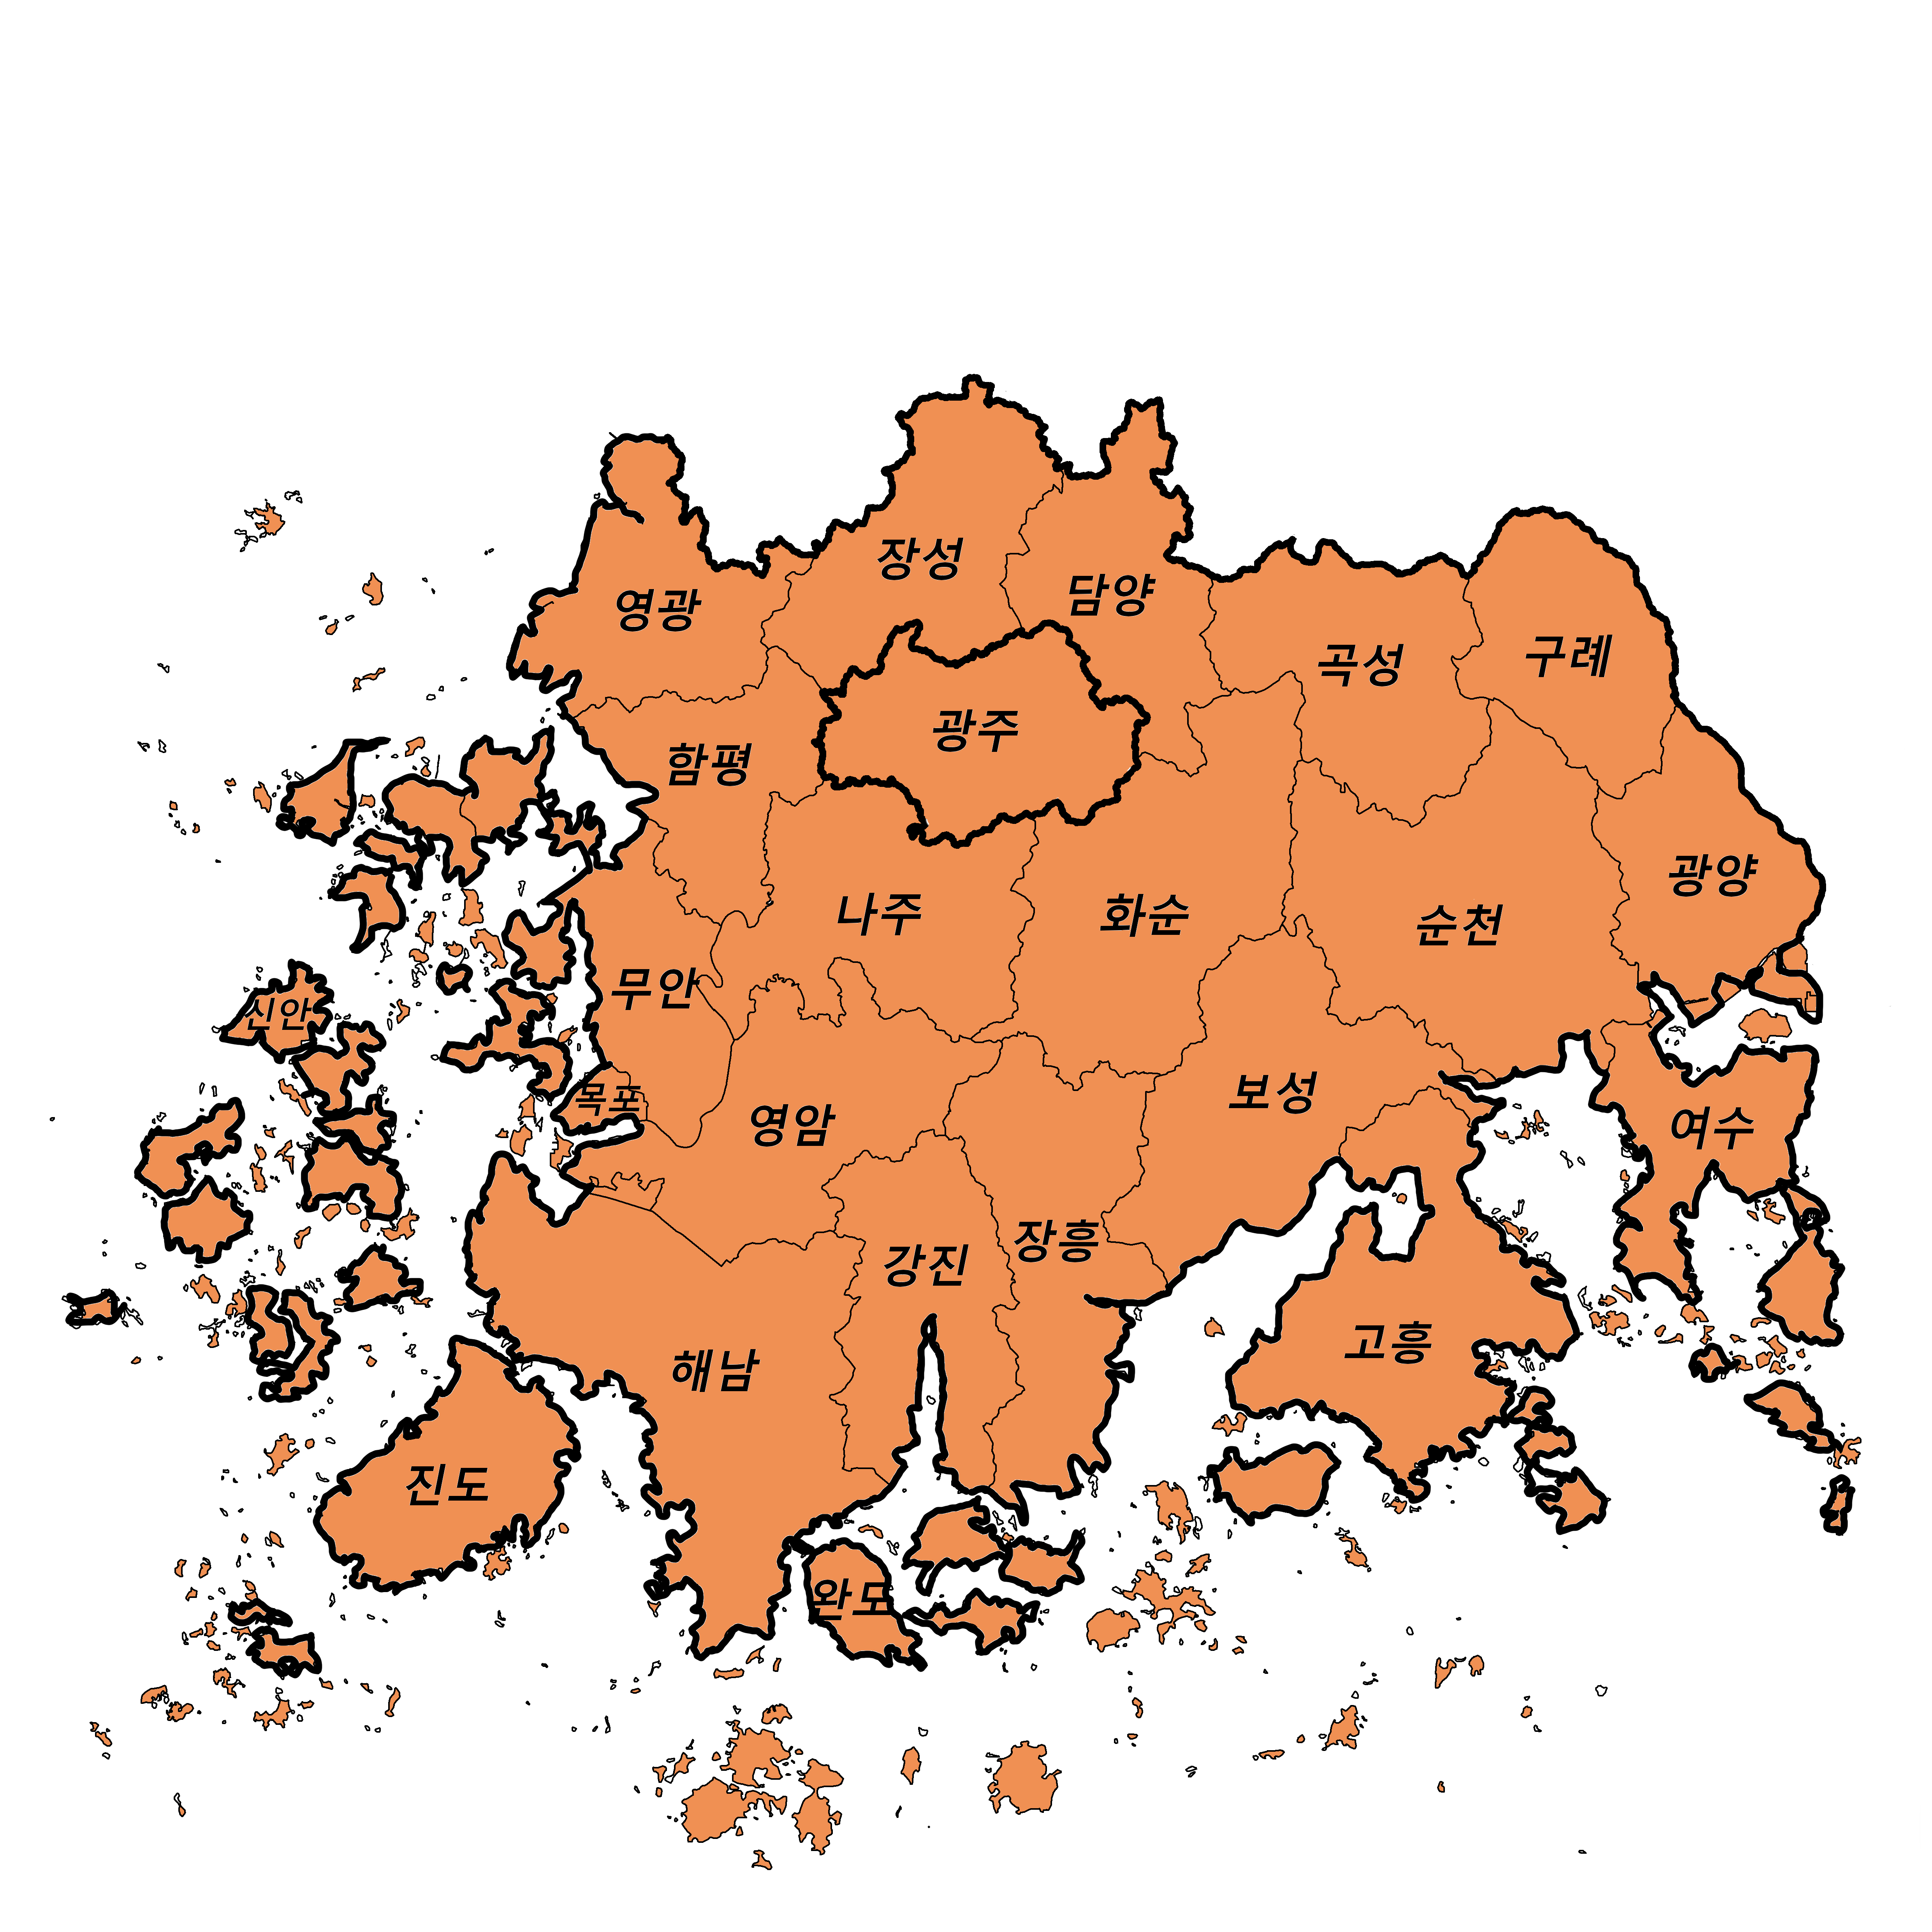 장성
담양
영광
곡성
구례
광주
함평
광양
나주
화순
순천
무안
신안
보성
목포
영암
여수
장흥
강진
고흥
해남
진도
완도